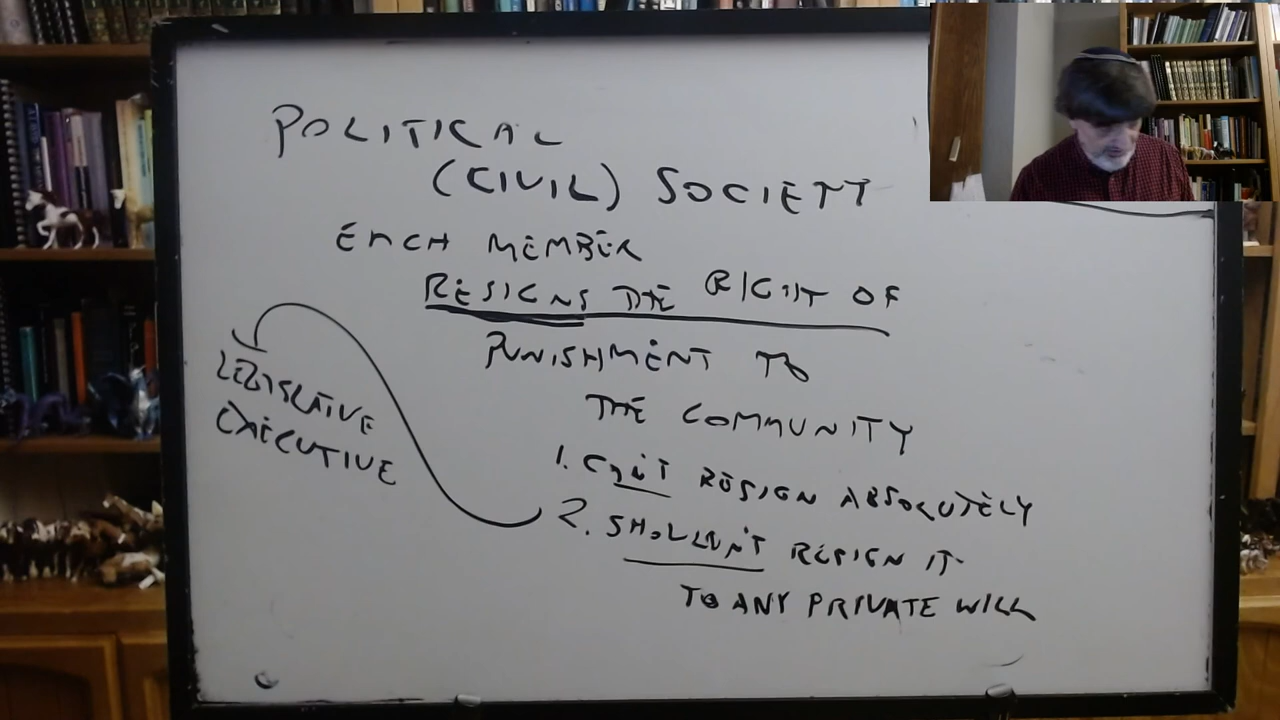 POLITICAL
(CIVIL) SOCIETY
EACH MEMBER
RESIGNS THE RIGHT OF
PUNISHMENT TO
THE COMMUNITY
1. CAN'T RESIGN ABSOLUTELY
2. RESIGN IT
TO ANY PRIVATE WILL
LEGISLATIVE
EXECUTIVE